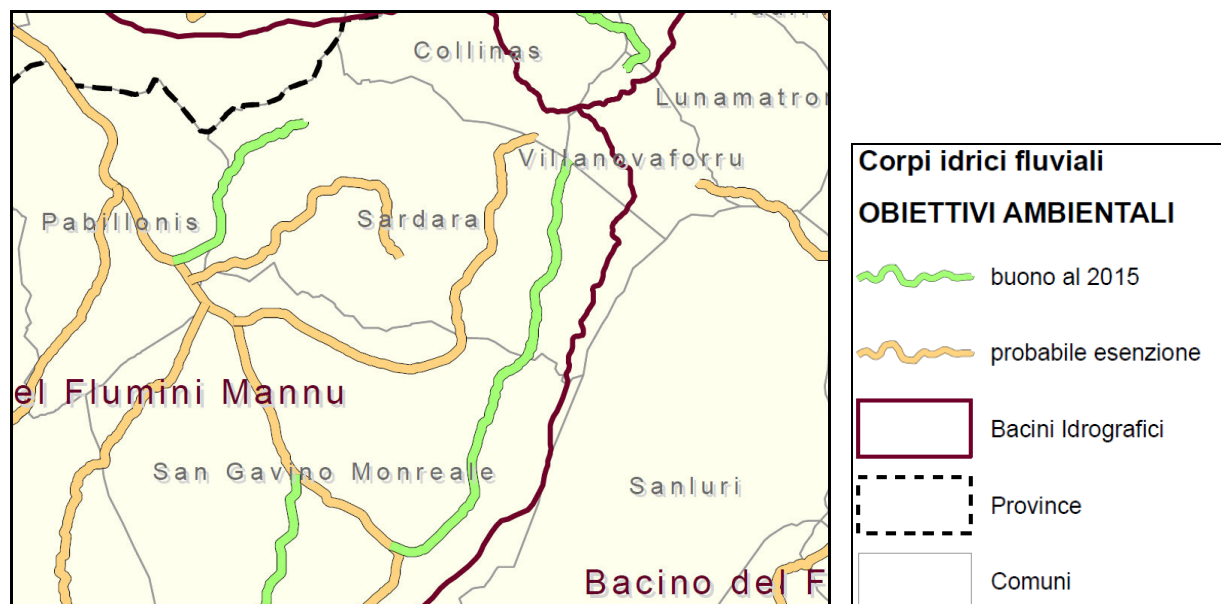 Collinas
Lunamatron
Villanovaforru
Pabillonis
Sardara
el Flumini Mannu
San Gavino Monreale
Sanluri
Bacino del F
Corpi idrici fluviali
OBIETTIVI AMBIENTALI
buono al 2015
probabile esenzione
Bacini Idrografici
Province
Comuni